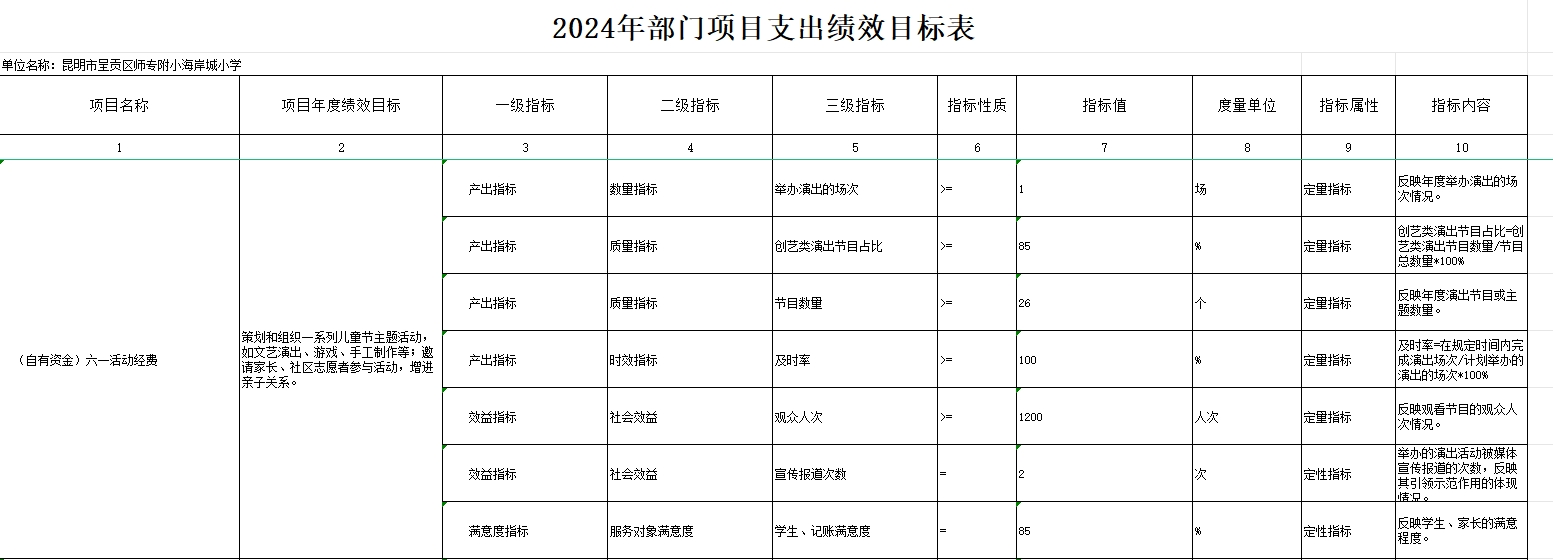 2024年部门项目支出绩效目标表
单位名称：昆明市呈贡区师专附小海岸城小学
项目名称 项目年度绩效目标 一级指标 二级指标 三级指标 指标性质 指标值 度量单位 指标属性 指标内容
1 2 3 4 5 6 7 8 9 10
（自有资金）六一活动经费
策划和组织一系列儿童节主题活动，
如文艺演出、游戏、手工制作等；邀
请家长、社区志愿者参与活动，增进
亲子关系。
产出指标 数量指标 举办演出的场次 >= 1 场 定量指标
反映年度举办演出的场
次情况。
产出指标 质量指标 创艺类演出节目占比 >= 85 % 定量指标
创艺类演出节目占比=创
艺类演出节目数量/节目
总数量*100%
产出指标 质量指标 节目数量 >= 26 个 定量指标
反映年度演出节目或主
题数量。
产出指标 时效指标 及时率 >= 100 % 定量指标
及时率=在规定时间内完
成演出场次/计划举办的
演出的场次*100%
效益指标 社会效益 观众人次 >= 1200 人次 定量指标
反映观看节目的观众人
次情况。
效益指标 社会效益 宣传报道次数 = 2 次 定性指标
举办的演出活动被媒体
宣传报道的次数，反映
其引领示范作用的体现
情况。
满意度指标 服务对象满意度 学生、记账满意度 = 85 % 定性指标
反映学生、家长的满意
程度。